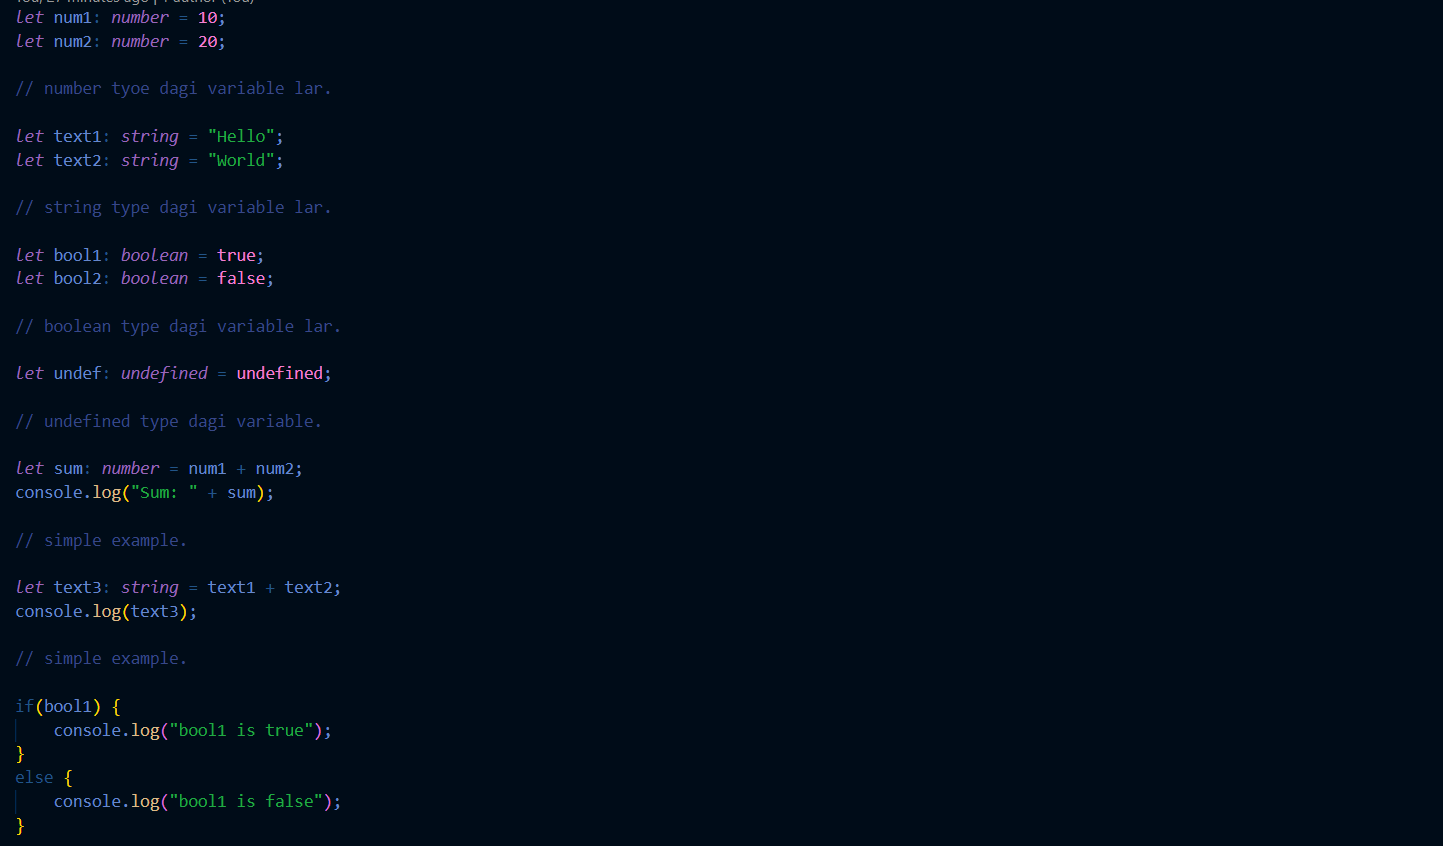 let num1: number = 10;
let num2: number = 20;
// number tyoe dagi variable lar.
let text1: string = "Hello";
let text2: string = "World";
// string type dagi variable lar.
let bool1: boolean = true;
let bool2: boolean = false;
// boolean type dagi variable lar.
let undef: undefined = undefined;
// undefined type dagi variable.
let sum: number = num1 + num2;
console.log("Sum: " + sum);
// simple example.
let text3: string = text1 + text2;
console.log(text3);
// simple example.
if(bool1) {
    console.log("bool1 is true");
}
else {
    console.log("bool1 is false");
}